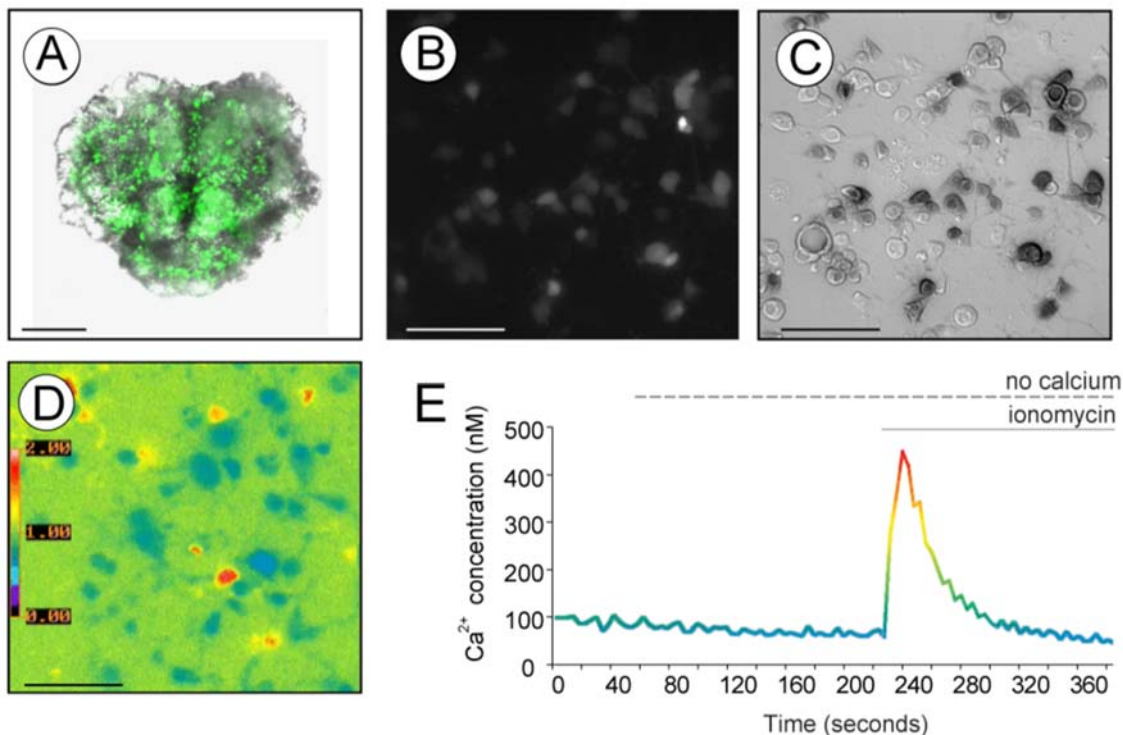 A
B
C
D
2.00
1.00
0.00
E
no calcium
ionomycin
Ca2+ concentration (nM)
500
400
300
200
100
0
0 40 80 120 160 200 240 280 320 360
Time (seconds)